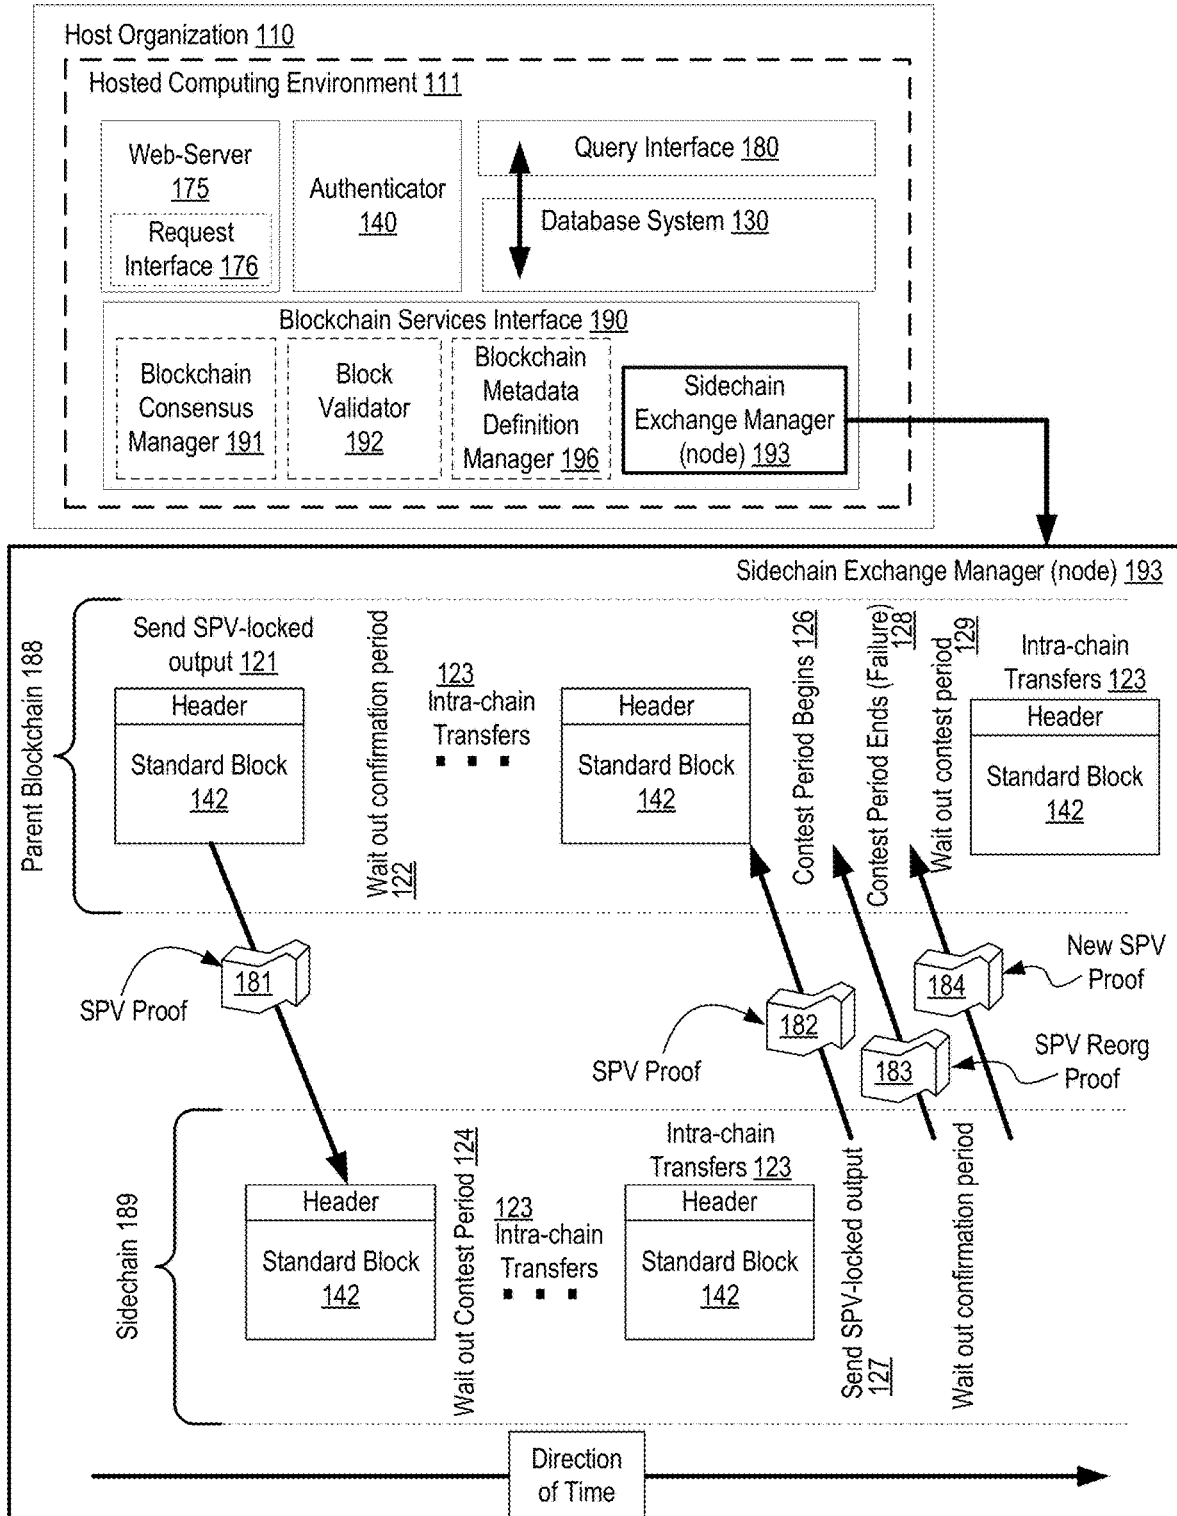 Host Organization 110
Hosted Computing Environment 111
Web-Server
175
Request
Interface 176
Authenticator
140
Query Interface 180
Database System 130
Blockchain Services Interface 190
Blockchain
Consensus
Manager 191
Block
Validator
192
Blockchain
Metadada
Definition
Manager 196
Sidechain
Exchange Manager
(node) 193
Sidechain Exchange Manager (node) 193
Parent Blockchain 188
Send SPV-locked
output 121
Header
Standard Block
142
Wait out confirmation period
122
123
Intra-chain
Transfers
Header
Standard Block
142
Contest Period Begins 126
Contest Period Ends (Failure)
128
Wait out contest period
129
Intra-chain
Transfers 123
Header
Standard Block
142
181
SPV Proof
182
SPV Proof
183
SPV Reorg
Proof
184
New SPV
Proof
Sidechain 189
Header
Standard Block
142
Wait out Contest Period 124
123
Intra-chain
Transfers
Intra-chain
Transfers 123
Header
Standard Block
142
Send SPV-locked output
127
Wait out confirmation period
Direction
of Time